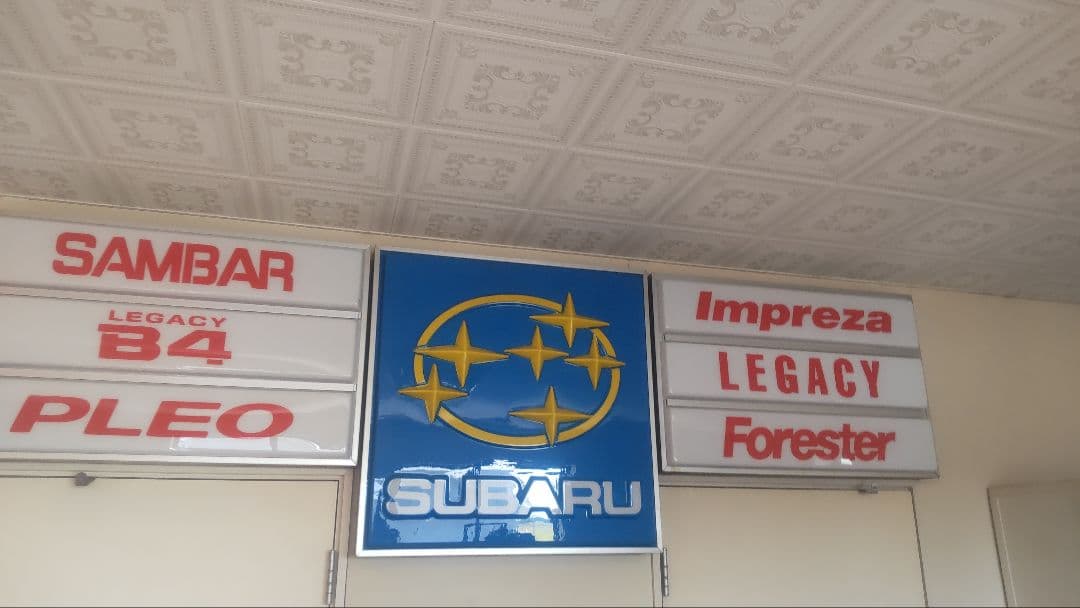 SAMBAR
LEGACY
B4
PLEO
SUBARU
Impreza
LEGACY
Forester